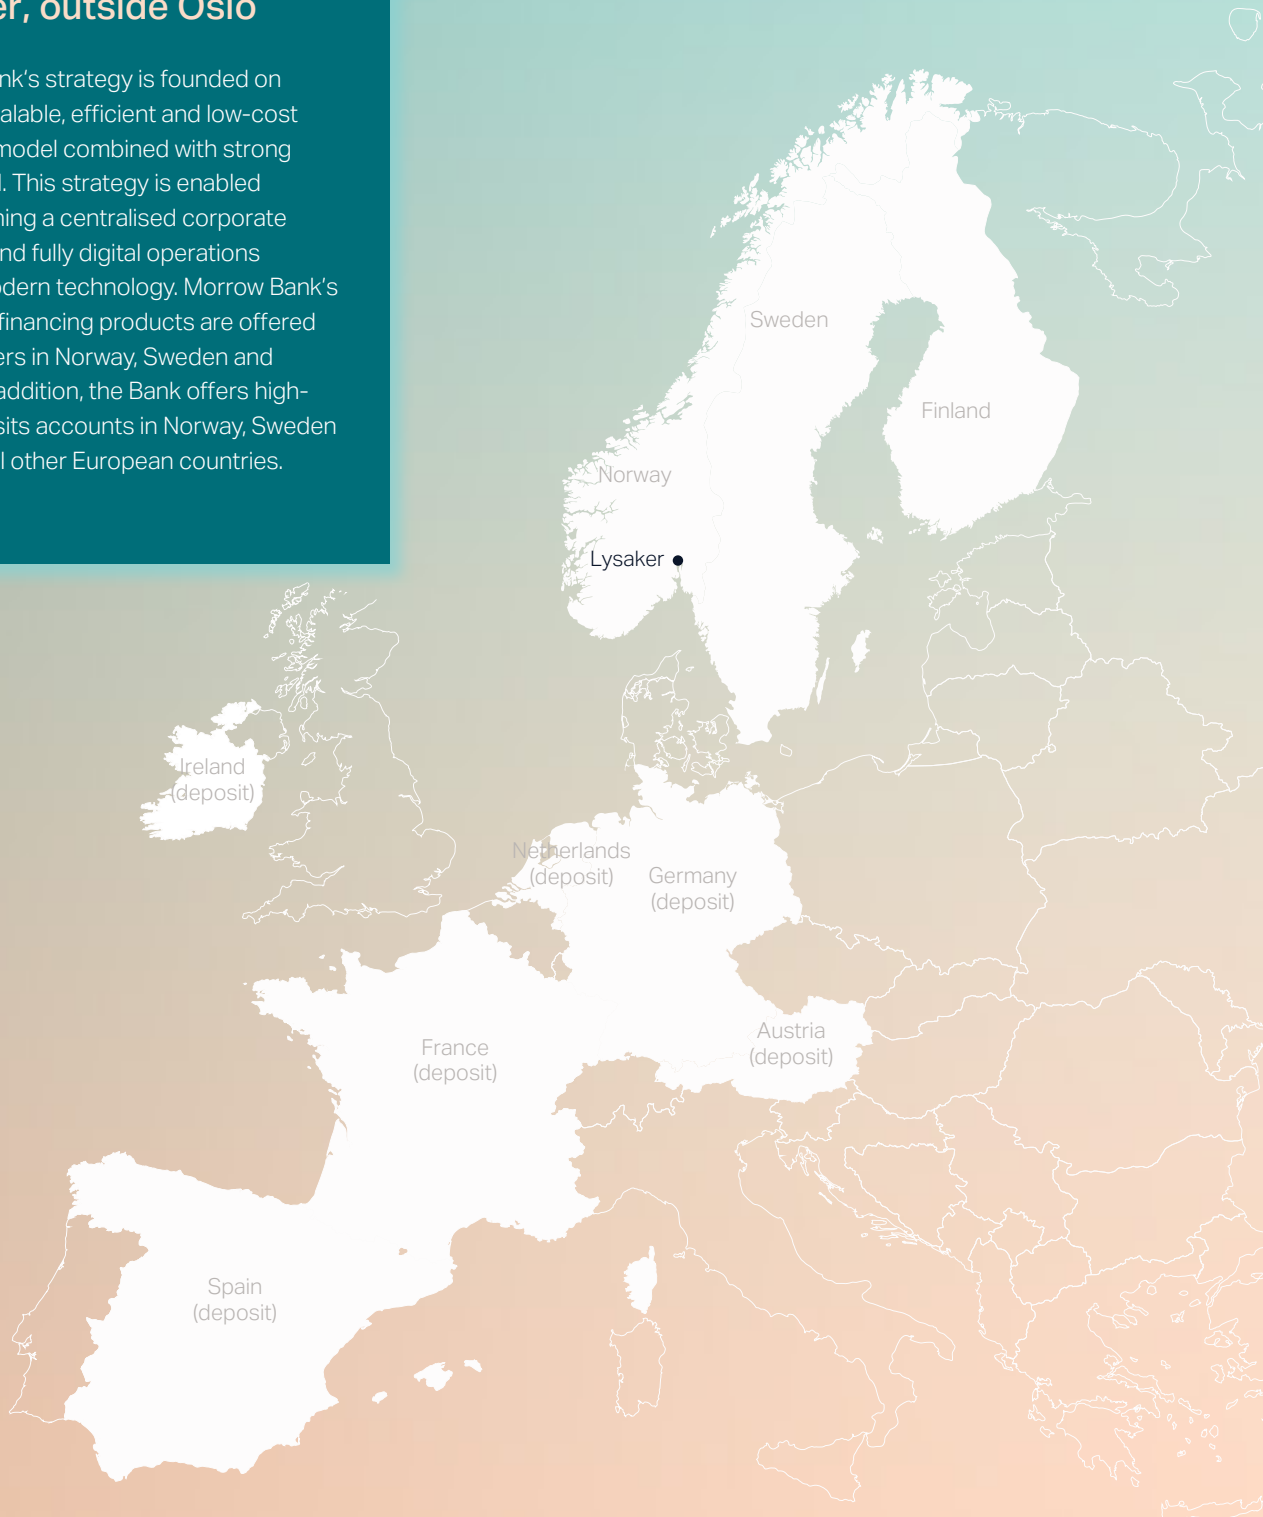 er, outside Oslo
nk's strategy is founded on
alable, efficient and low-cost
model combined with strong
. This strategy is enabled
ning a centralised corporate
nd fully digital operations
odern technology. Morrow Bank's
financing products are offered
ers in Norway, Sweden and
addition, the Bank offers high-
sits accounts in Norway, Sweden
l other European countries.
Sweden
Finland
Norway
Lysaker
Ireland
(deposit)
Netherlands
(deposit)
Germany
(deposit)
Austria
(deposit)
France
(deposit)
Spain
(deposit)